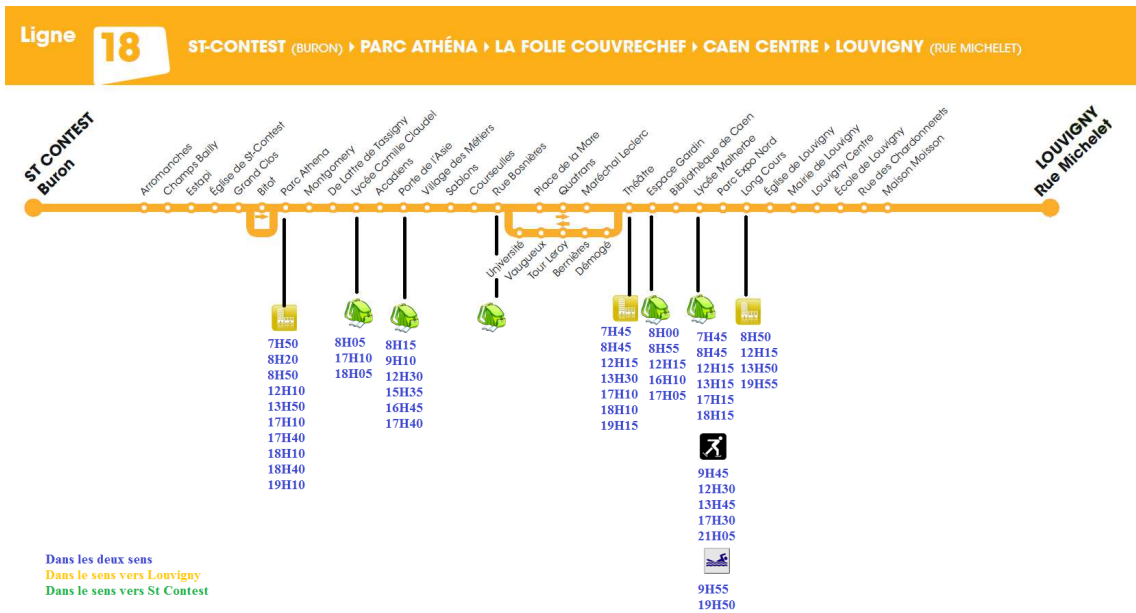 Ligne 18 ST-CONTEST (BURON) › PARC ATHÉNA › LA FOLIE COUVRECHEF › CAEN CENTRE › LOUVIGNY (RUE MICHELET)
ST CONTEST
Buron
Arromanches
Champs Bailly
Estapi
Église de St-Contest
Grand Clos
Bitot
Parc Athena
Montgomery
De Lattre de Tassigny
Lycée Camille Claudel
Acadiens
Porte de l'Asie
Village des Métiers
Sablons
Courseulles
Rue Bosnières
Place de la Mare
Quatrans
Maréchal Leclerc
Théâtre
Espace Gardin
Bibliothèque de Caen
Lycée Malherbe
Parc Expo Nord
Long Cours
Église de Louvigny
Mairie de Louvigny
Louvigny Centre
École de Louvigny
Rue des Chardonnerets
Maison Maisson
LOUVIGNY
Rue Michelet
Université
Vaugueux
Tour Leroy
Bernières
Démogé
7H50
8H20
8H50
12H10
13H50
17H10
17H40
18H10
18H40
19H10
8H05
17H10
18H05
8H15
9H10
12H30
15H35
16H45
17H40
7H45
8H45
12H15
13H30
17H10
18H10
19H15
8H00
8H55
12H15
16H10
17H05
7H45
8H45
12H15
13H15
17H15
18H15
9H45
12H30
13H45
17H30
21H05
9H55
19H50
8H50
12H15
13H50
19H55
Dans les deux sens
Dans le sens vers Louvigny
Dans le sens vers St Contest